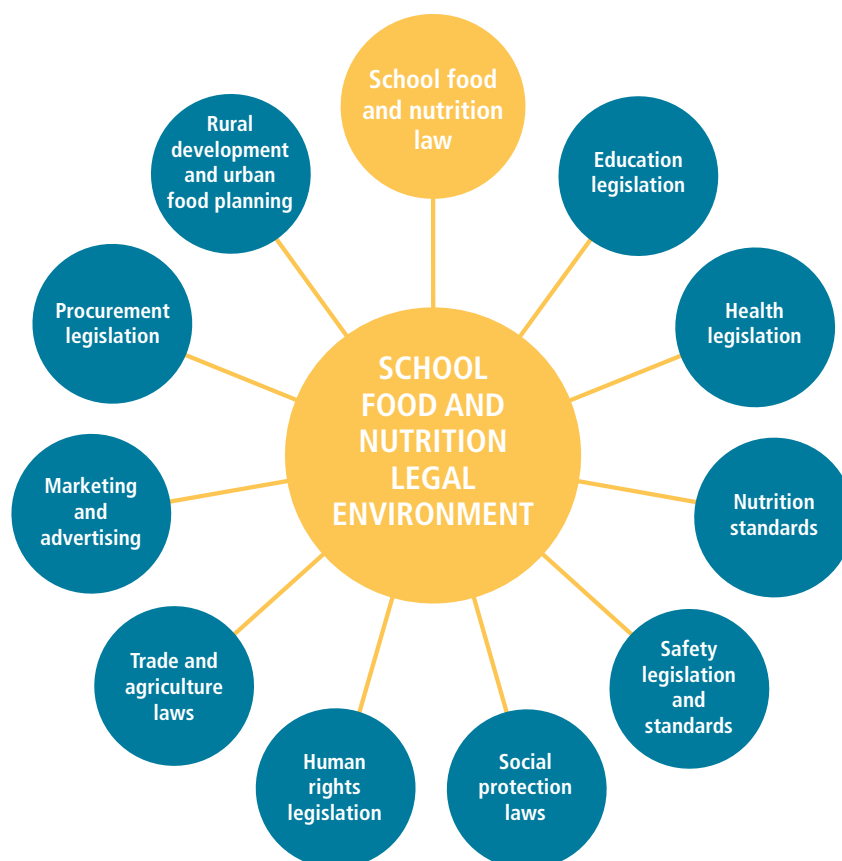 School food
and nutrition
law
Education
legislation
Health
legislation
Nutrition
standards
Safety
legislation
and
standards
Social
protection
laws
Human
rights
legislation
Trade and
agriculture
laws
Marketing
and
advertising
Procurement
legislation
Rural
development
and urban
food planning
SCHOOL
FOOD AND
NUTRITION
LEGAL
ENVIRONMENT